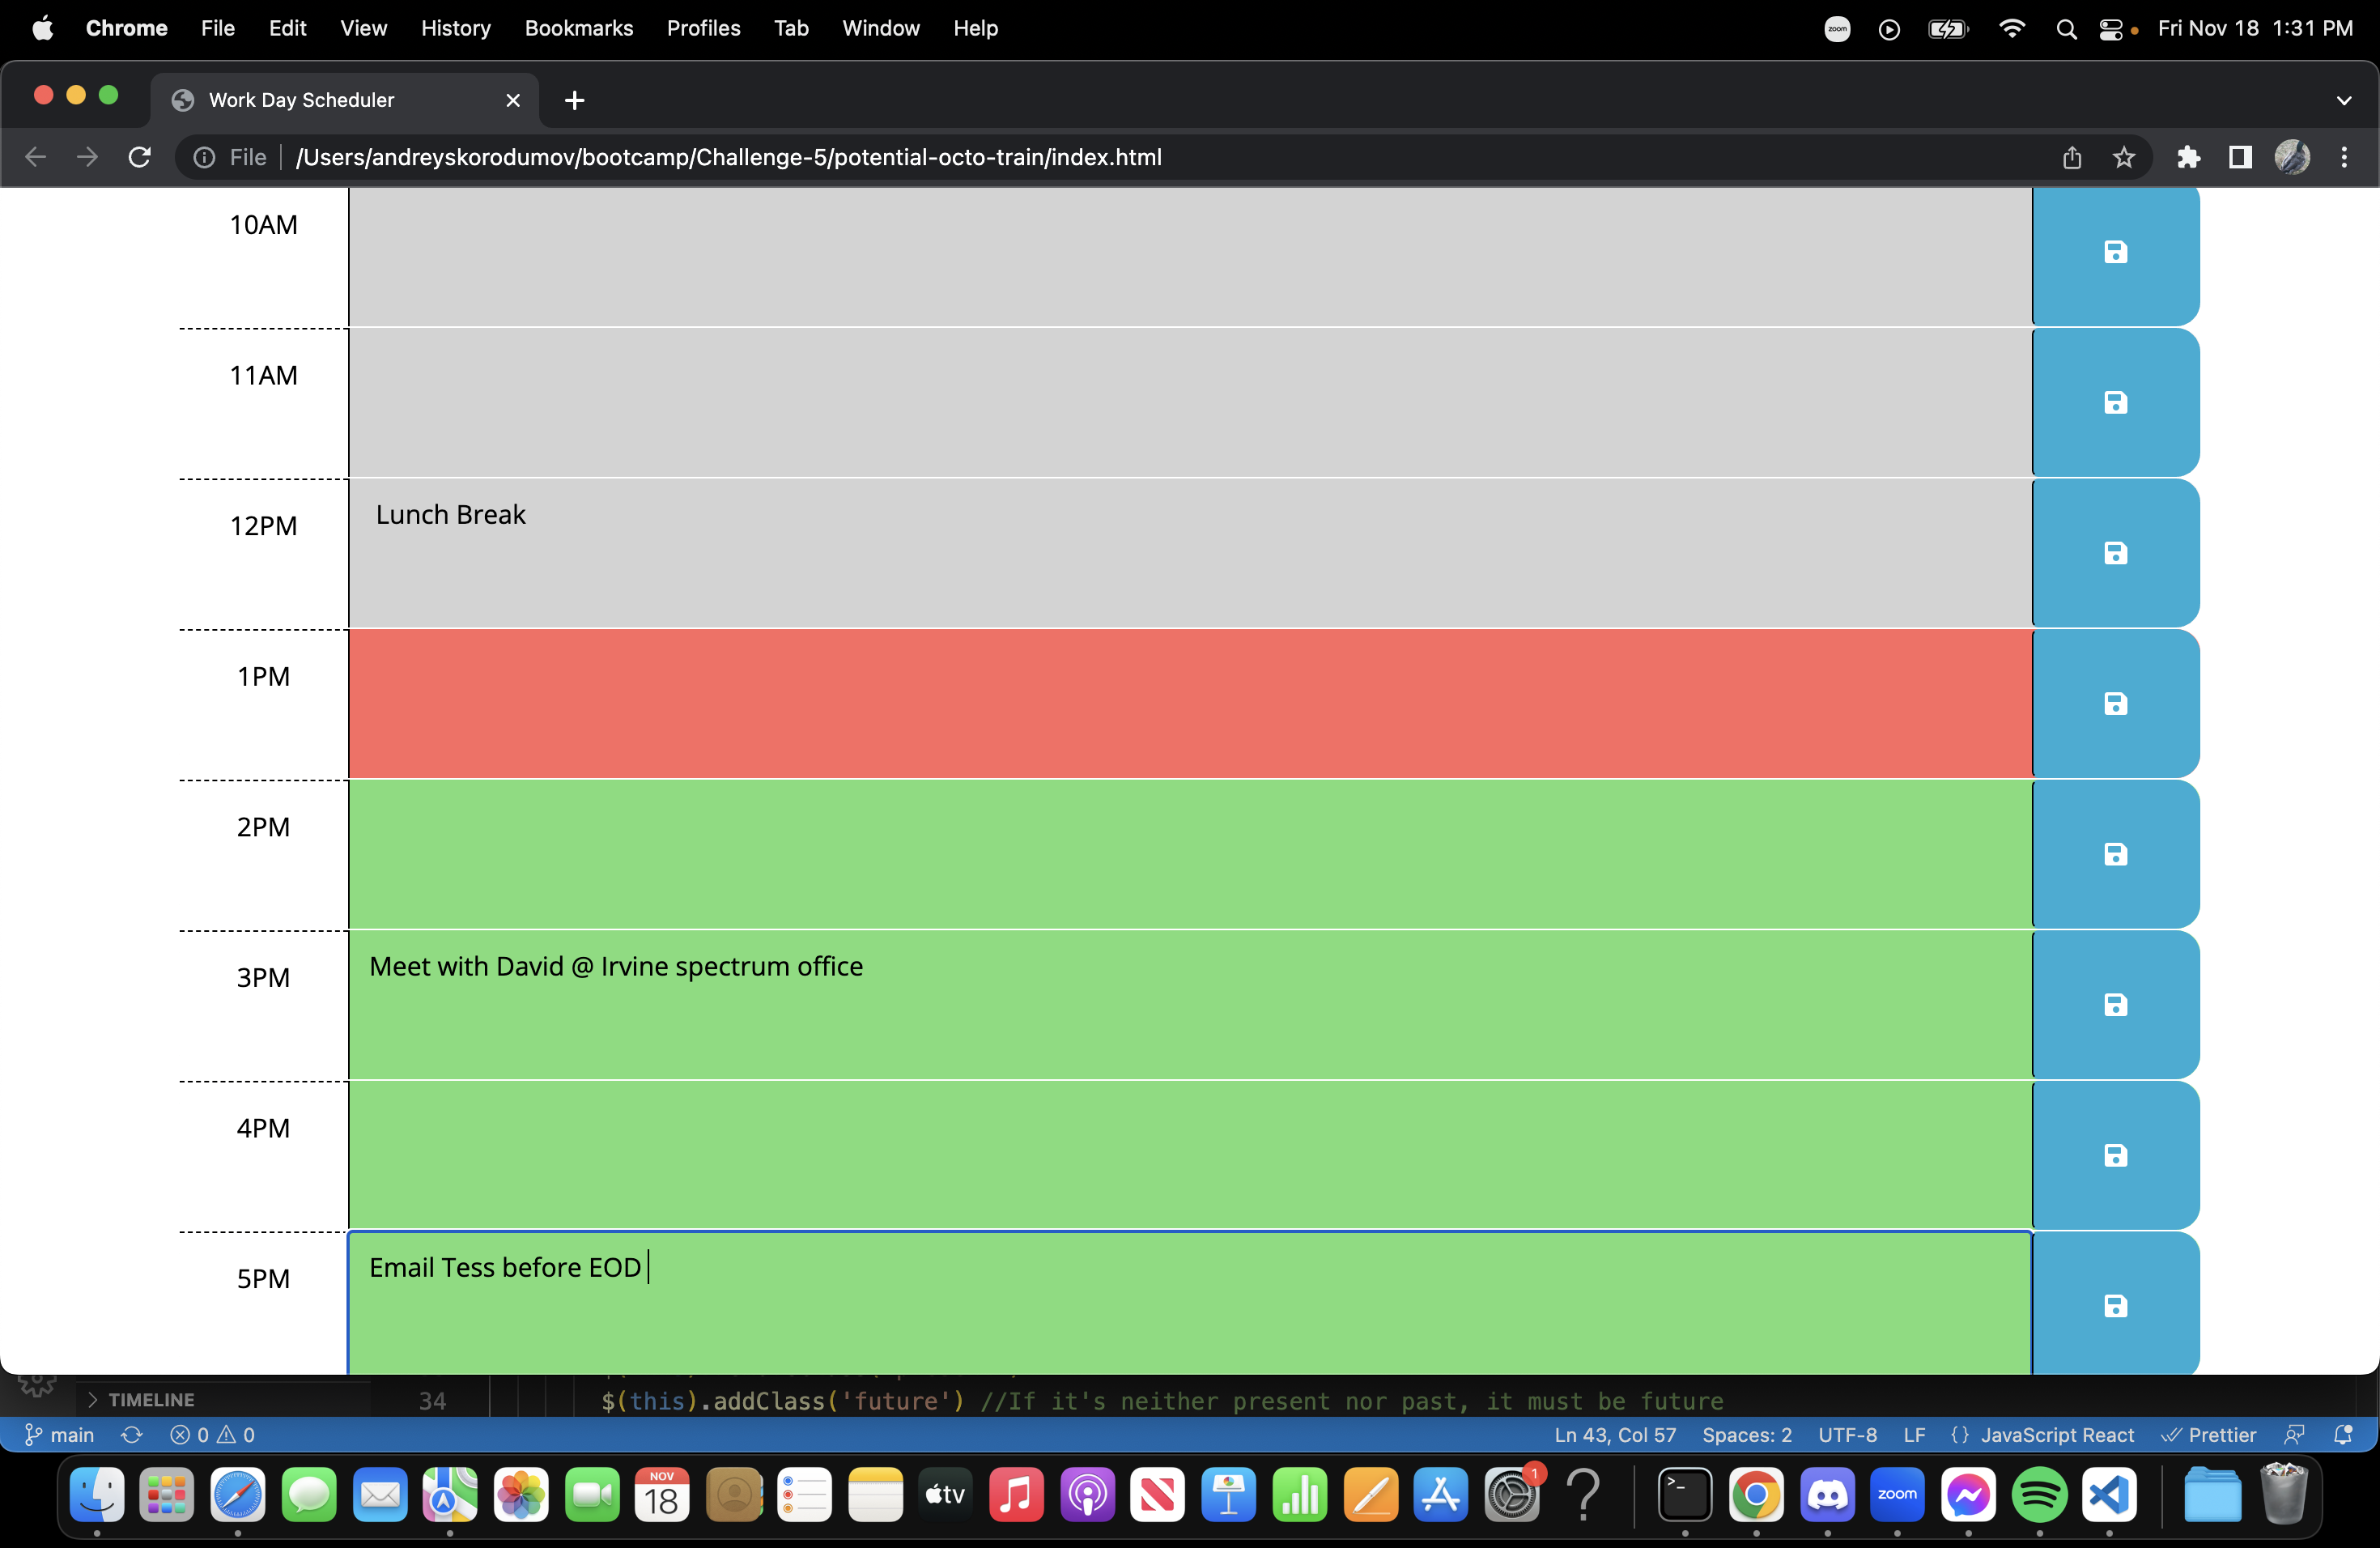 Chrome File Edit View History Bookmarks Profiles Tab Window Help zoom Fri Nov 18 1:31 PM
Work Day Scheduler
File /Users/andreyskorodumov/bootcamp/Challenge-5/potential-octo-train/index.html
10AM
11AM
12PM Lunch Break
1PM
2PM
3PM Meet with David @ Irvine spectrum office
4PM
5PM Email Tess before EOD
TIMELINE 34 $(this).addClass('future') //If it's neither present nor past, it must be future
main 0 0 Ln 43, Col 57 Spaces: 2 UTF-8 LF {} JavaScript React Prettier
NOV 18 tv 1 >_ zoom